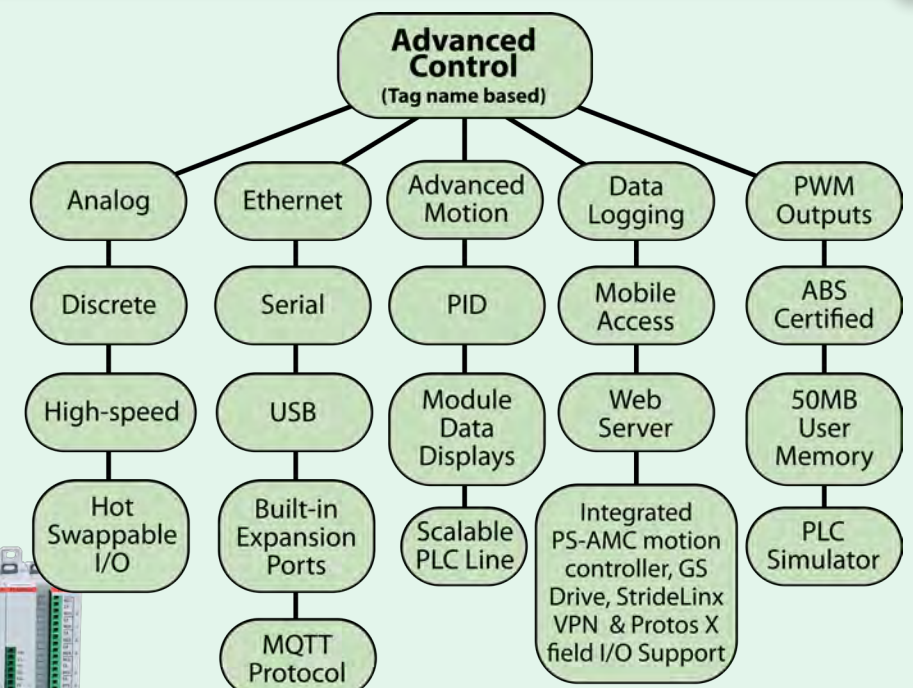 Advanced
Control
(Tag name based)
Analog
Discrete
High-speed
Hot
Swappable
I/O
Ethernet
Serial
USB
Built-in
Expansion
Ports
MQTT
Protocol
Advanced
Motion
PID
Module
Data
Displays
Scalable
PLC Line
Data
Logging
Mobile
Access
Web
Server
Integrated
PS-AMC motion
controller, GS
Drive, StrideLinx
VPN & Protos X
field I/O Support
PWM
Outputs
ABS
Certified
50MB
User
Memory
PLC
Simulator